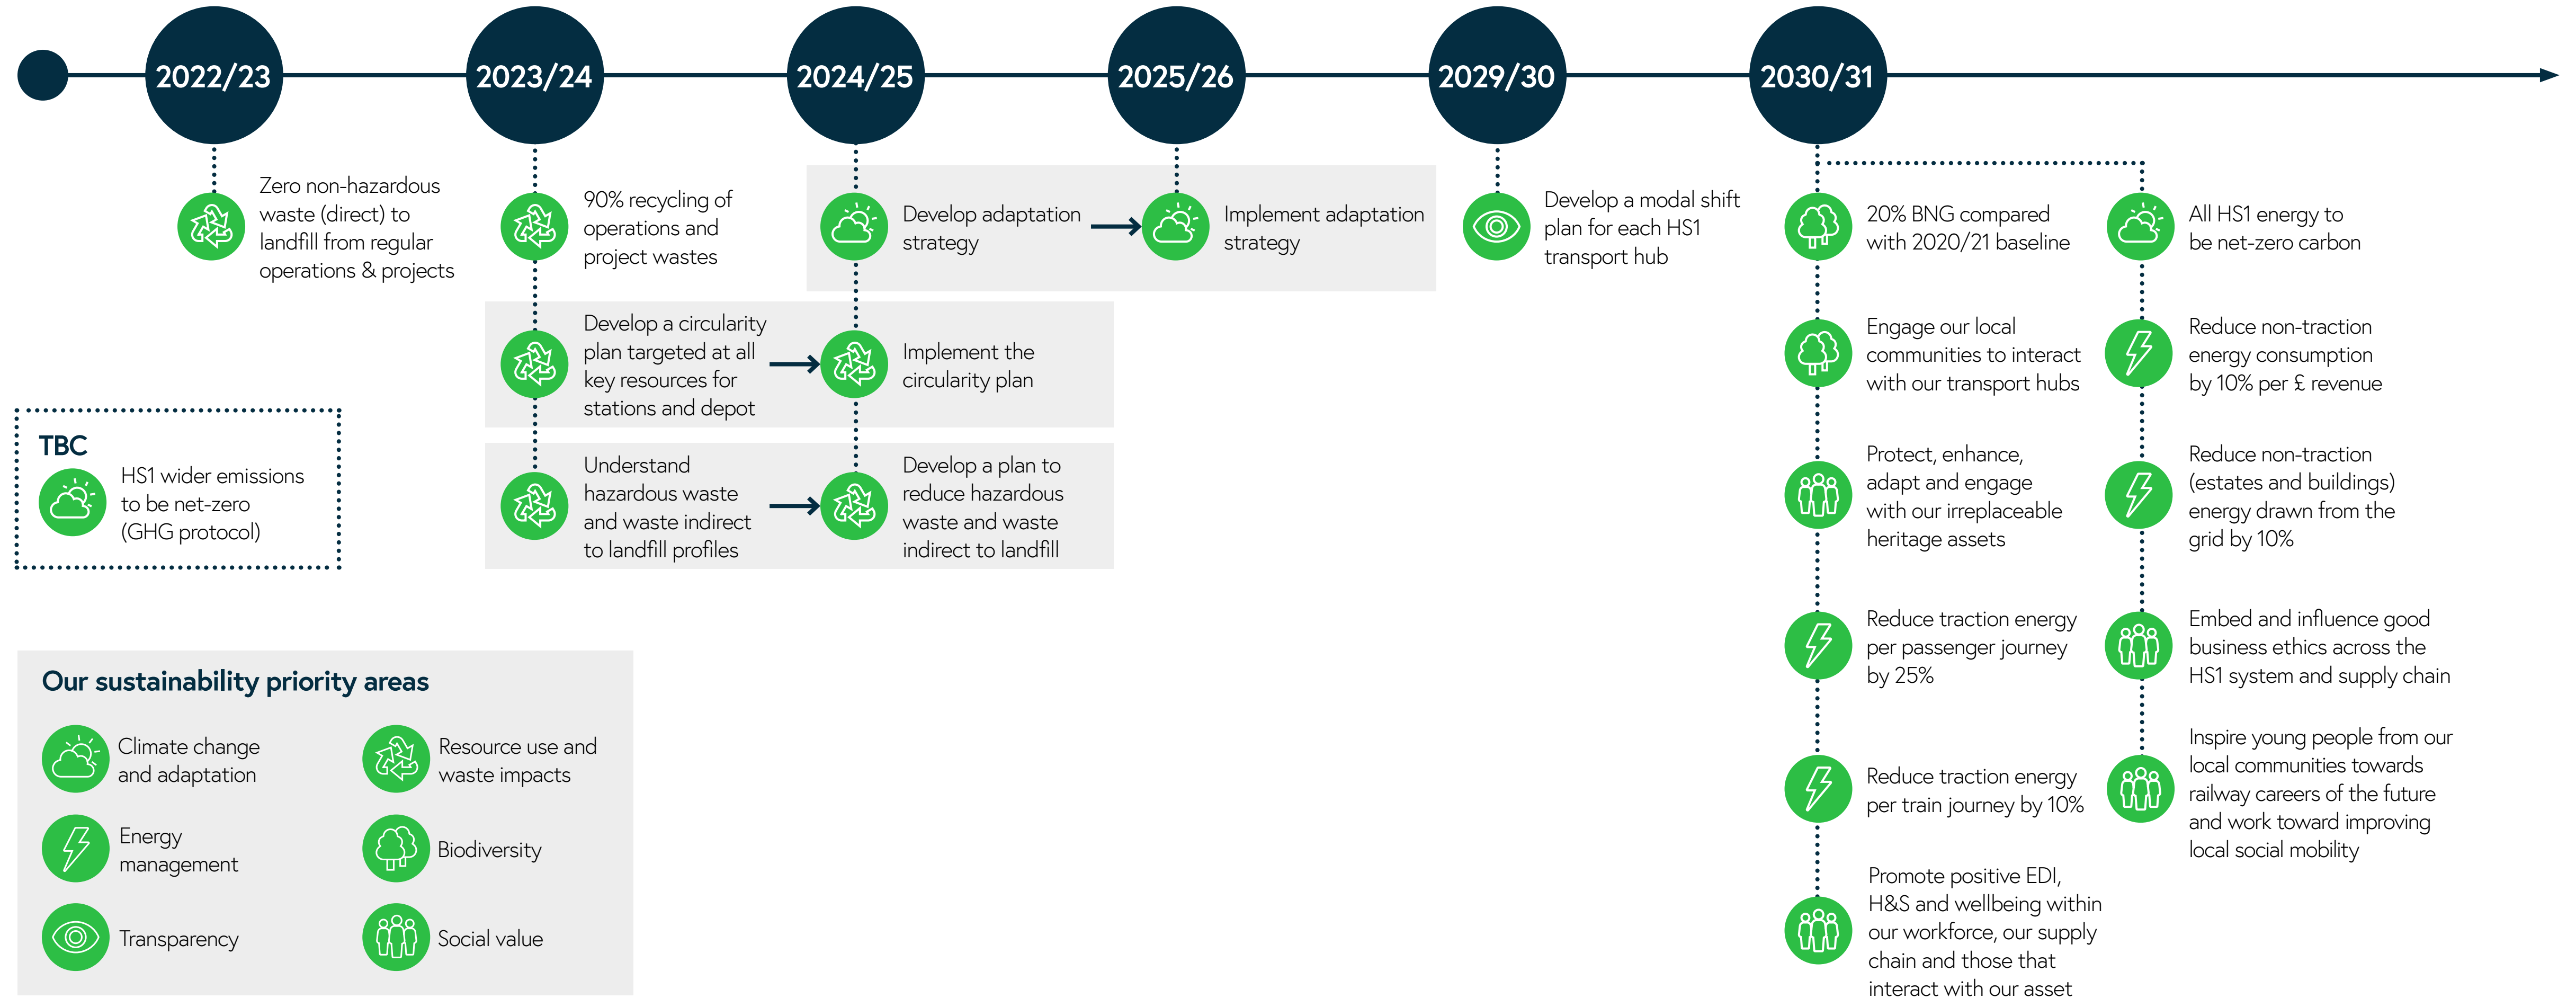 2022/23
2023/24
2024/25
2025/26
2029/30
2030/31
Zero non-hazardous
waste (direct) to
landfill from regular
operations & projects
90% recycling of
operations and
project wastes
Develop a circularity
plan targeted at all
key resources for
stations and depot
Understand
hazardous waste
and waste indirect
to landfill profiles
Develop adaptation
strategy
Implement the
circularity plan
Develop a plan to
reduce hazardous
waste and waste
indirect to landfill
Implement adaptation
strategy
Develop a modal shift
plan for each HS1
transport hub
20% BNG compared
with 2020/21 baseline
Engage our local
communities to interact
with our transport hubs
Protect, enhance,
adapt and engage
with our irreplaceable
heritage assets
Reduce traction energy
per passenger journey
by 25%
Reduce traction energy
per train journey by 10%
Promote positive EDI,
H&S and wellbeing within
our workforce, our supply
chain and those that
interact with our asset
All HS1 energy to
be net-zero carbon
Reduce non-traction
energy consumption
by 10% per £ revenue
Reduce non-traction
(estates and buildings)
energy drawn from the
grid by 10%
Embed and influence good
business ethics across the
HS1 system and supply chain
Inspire young people from our
local communities towards
railway careers of the future
and work toward improving
local social mobility
TBC
HS1 wider emissions
to be net-zero
(GHG protocol)
Our sustainability priority areas
Climate change
and adaptation
Energy
management
Transparency
Resource use and
waste impacts
Biodiversity
Social value